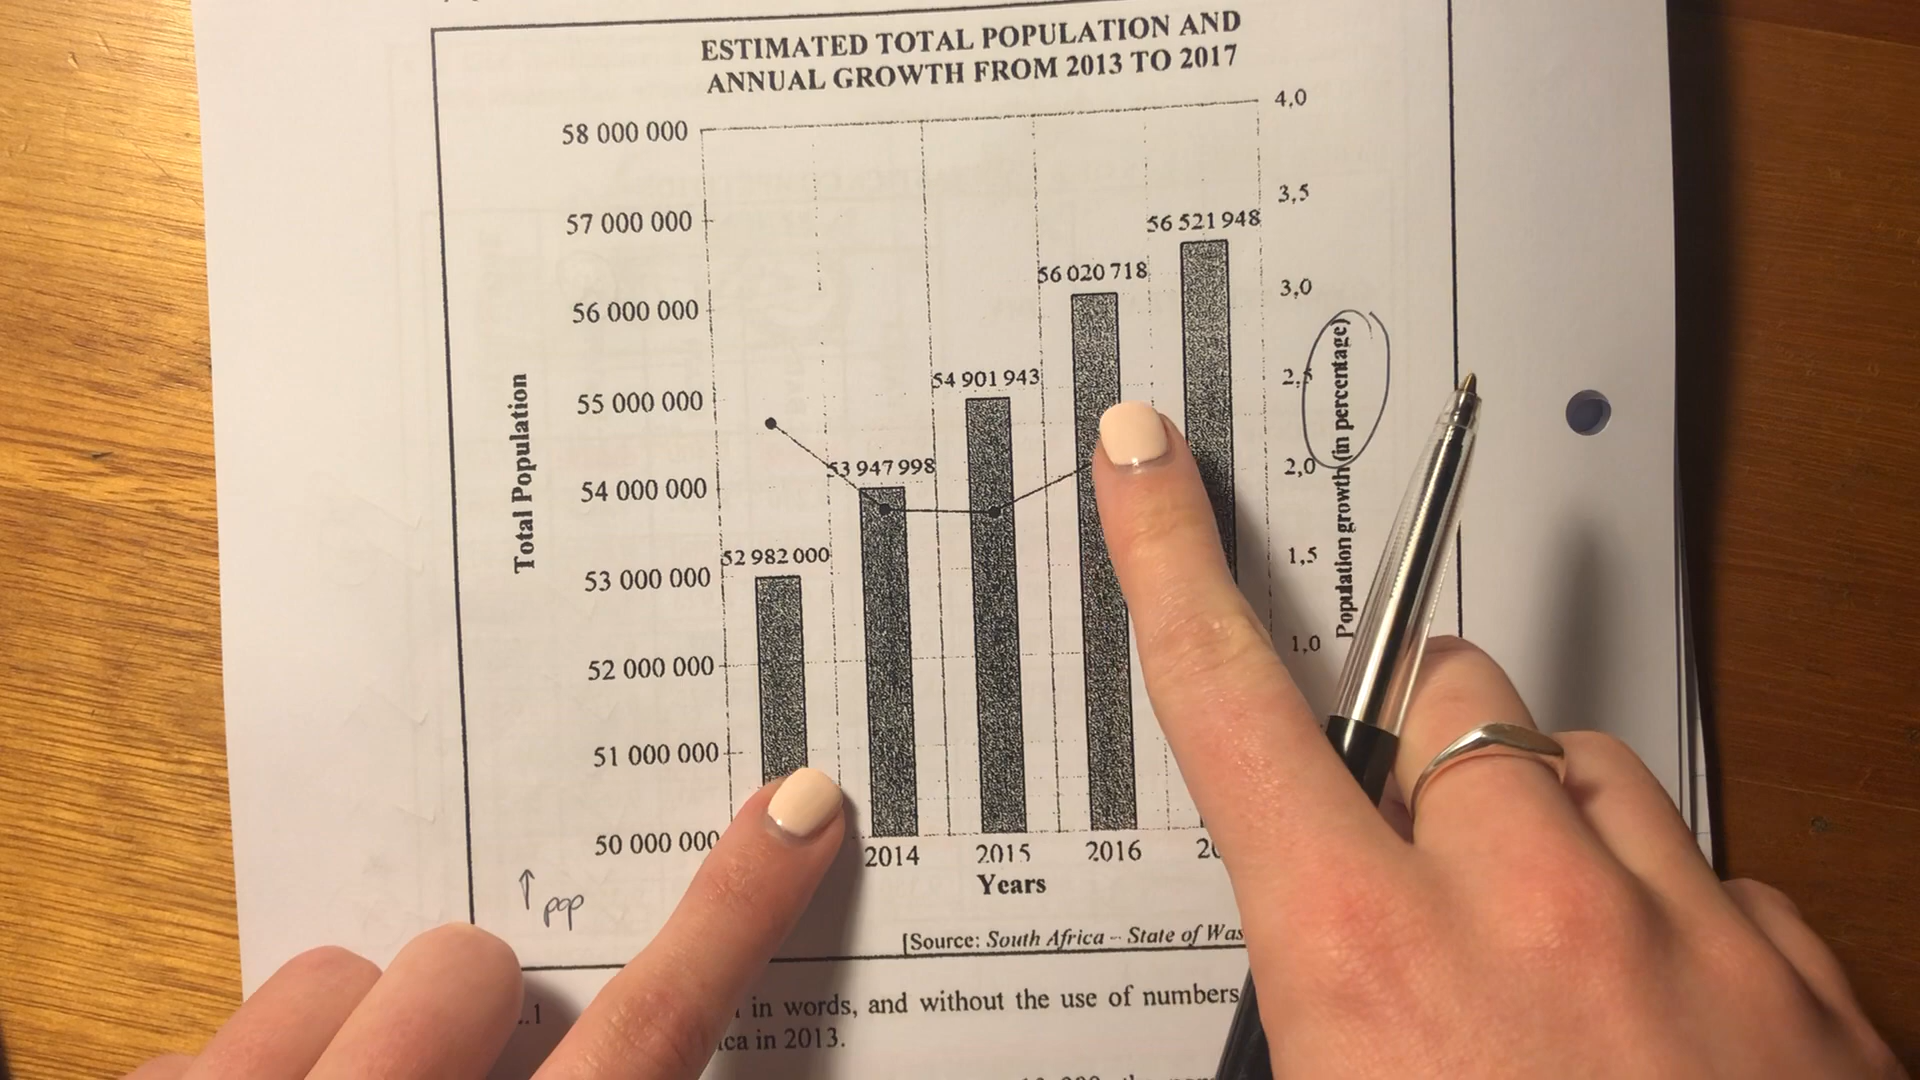 ESTIMATED TOTAL POPULATION AND
ANNUAL GROWTH FROM 2013 TO 2017
58 000 000
57 000 000
56 000 000
55 000 000
54 000 000
53 000 000
52 000 000
51 000 000
50 000 000
Total Population
52 982 000
53 947 998
54 901 943
56 020 718
56 521 948
4,0
3,5
3,0
2,5
2,0
1,5
1,0
Population growth (in percentage)
2014 2015 2016
Years
↑ pop
[Source: South Africa – State of
in words, and without the use of numbers
in 2013.